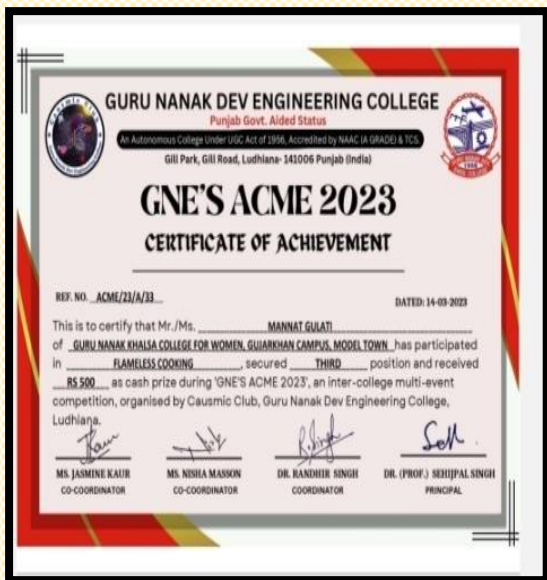 Causmic Club
GURU NANAK DEV ENGINEERING COLLEGE
Punjab Govt. Aided Status
An Autonomous College Under UGC Act of 1956, Accredited by NAAC (A GRADE) & TCS,
Gill Park, Gill Road, Ludhiana- 141006 Punjab (India)
GNE'S ACME 2023
CERTIFICATE OF ACHIEVEMENT
REF. NO. ACME/23/A/33
DATED: 14-03-2023
This is to certify that Mr./Ms. MANNAT GULATI
of GURU NANAK KHALSA COLLEGE FOR WOMEN, GUJARKHAN CAMPUS, MODEL TOWN has participated
in FLAMELESS COOKING, secured THIRD position and received
RS 500 as cash prize during 'GNE'S ACME 2023', an inter-college multi-event
competition, organised by Causmic Club, Guru Nanak Dev Engineering College,
Ludhiana.
MS. JASMINE KAUR MS. NISHA MASSON DR. RANDHIR SINGH DR. (PROF.) SEHIJPAL SINGH
CO-COORDINATOR CO-COORDINATOR COORDINATOR PRINCIPAL